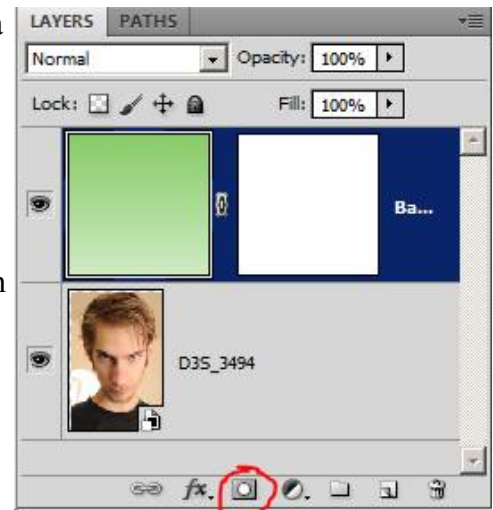 a
LAYERS PATHS
Normal Opacity: 100%
Lock: Fill: 100%
Ba...
n
D3S_3494
fx.